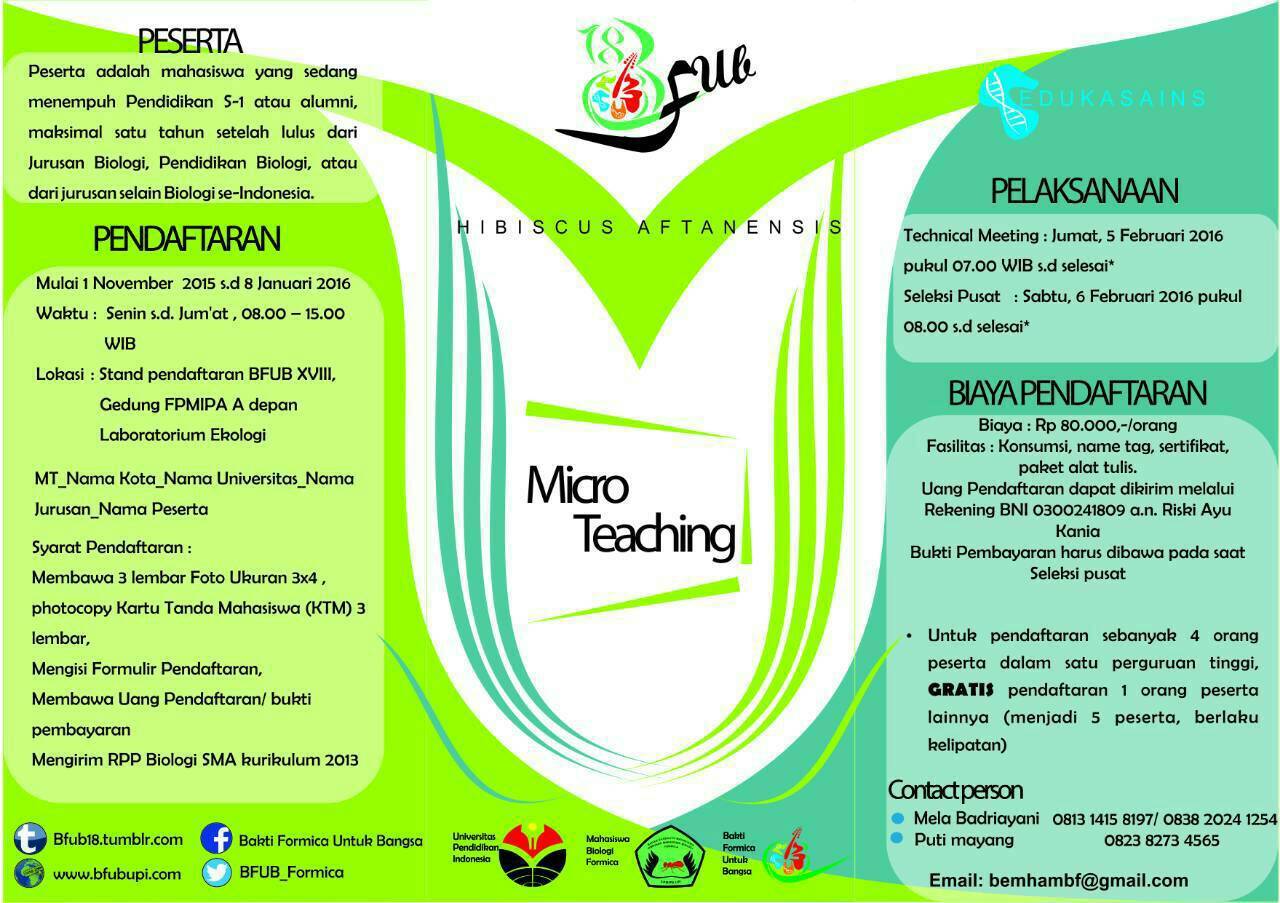 PESERTA
Peserta adalah mahasiswa yang sedang
menempuh Pendidikan S-1 atau alumni,
maksimal satu tahun setelah lulus dari
Jurusan Biologi, Pendidikan Biologi, atau
dari jurusan selain Biologi se-Indonesia.
PENDAFTARAN
Mulai 1 November 2015 s.d 8 Januari 2016
Waktu : Senin s.d. Jum'at , 08.00 – 15.00
WIB
Lokasi : Stand pendaftaran BFUB XVIII,
Gedung FPMIPA A depan
Laboratorium Ekologi
MT_Nama Kota_Nama Universitas_Nama
Jurusan_Nama Peserta
Syarat Pendaftaran :
Membawa 3 lembar Foto Ukuran 3x4 ,
photocopy Kartu Tanda Mahasiswa (KTM) 3
lembar,
Mengisi Formulir Pendaftaran,
Membawa Uang Pendaftaran/ bukti
pembayaran
Mengirim RPP Biologi SMA kurikulum 2013
Bfub18.tumblr.com
Bakti Formica Untuk Bangsa
www.bfubupi.com
BFUB_Formica
18 fUb
HIBISCUS AFTANENSIS
Micro
Teaching
Universitas
Pendidikan
Indonesia
Mahasiswa
Biologi
Formica
Bakti
Formica
Untuk
Bangsa
EDUKASAINS
PELAKSANAAN
Technical Meeting : Jumat, 5 Februari 2016
pukul 07.00 WIB s.d selesai*
Seleksi Pusat : Sabtu, 6 Februari 2016 pukul
08.00 s.d selesai*
BIAYA PENDAFTARAN
Biaya : Rp 80.000,-/orang
Fasilitas : Konsumsi, name tag, sertifikat,
paket alat tulis.
Uang Pendaftaran dapat dikirim melalui
Rekening BNI 0300241809 a.n. Riski Ayu
Kania
Bukti Pembayaran harus dibawa pada saat
Seleksi pusat
• Untuk pendaftaran sebanyak 4 orang
peserta dalam satu perguruan tinggi,
GRATIS pendaftaran 1 orang peserta
lainnya (menjadi 5 peserta, berlaku
kelipatan)
Contact person
Mela Badriayani 0813 1415 8197/ 0838 2024 1254
Puti mayang 0823 8273 4565
Email: bemhambf@gmail.com